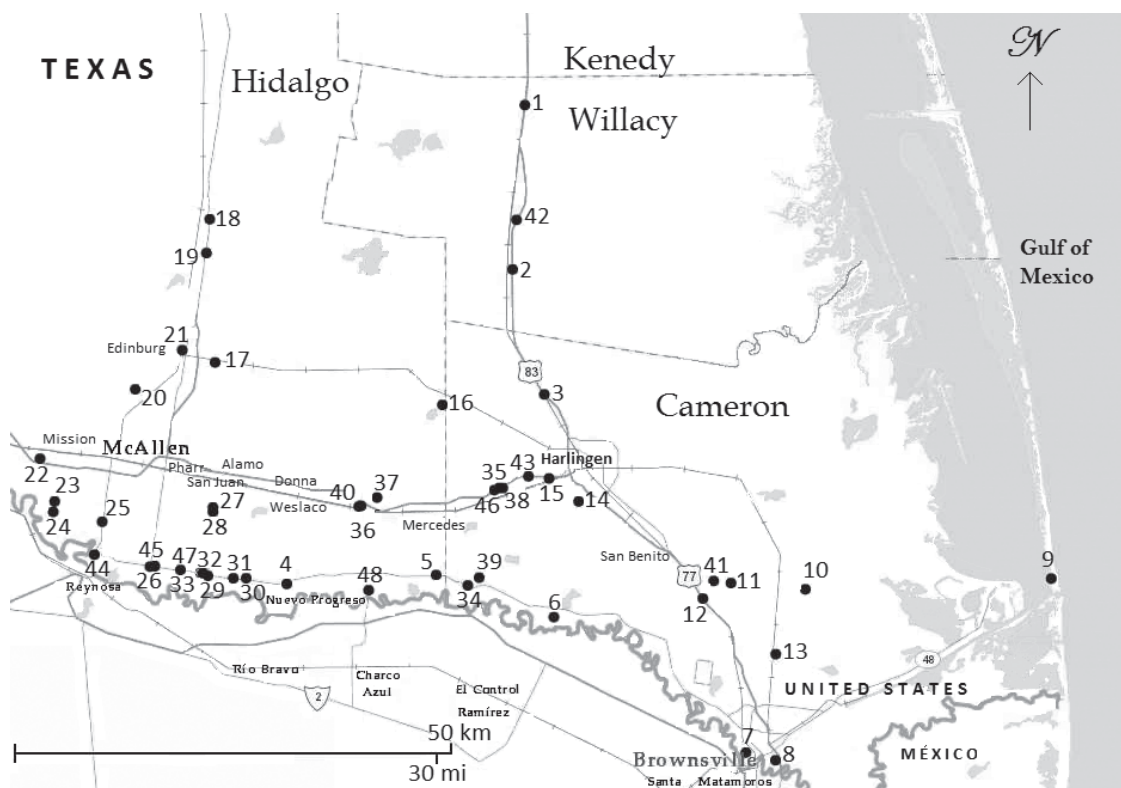 TEXAS
Hidalgo
Kenedy
Willacy
N
1
18
42
19
2
Gulf of
Mexico
21
Edinburg
17
83
20
3
16
Cameron
Mission
McAllen
22
Pharr
Alamo
San Juan
Donna
Weslaco
Mercedes
Harlingen
23
24
25
27
28
40
36
37
35
43
46
38
15
14
44
Reynosa
45
26
47
33
32
29
31
30
4
Nuevo Progreso
48
5
39
34
6
San Benito
77
41
11
12
10
9
13
48
UNITED STATES
Río Bravo
Charco
Azul
2
El Control
Ramírez
50 km
30 mi
7
Brownsville
8
Santa
Matamoros
MÉXICO